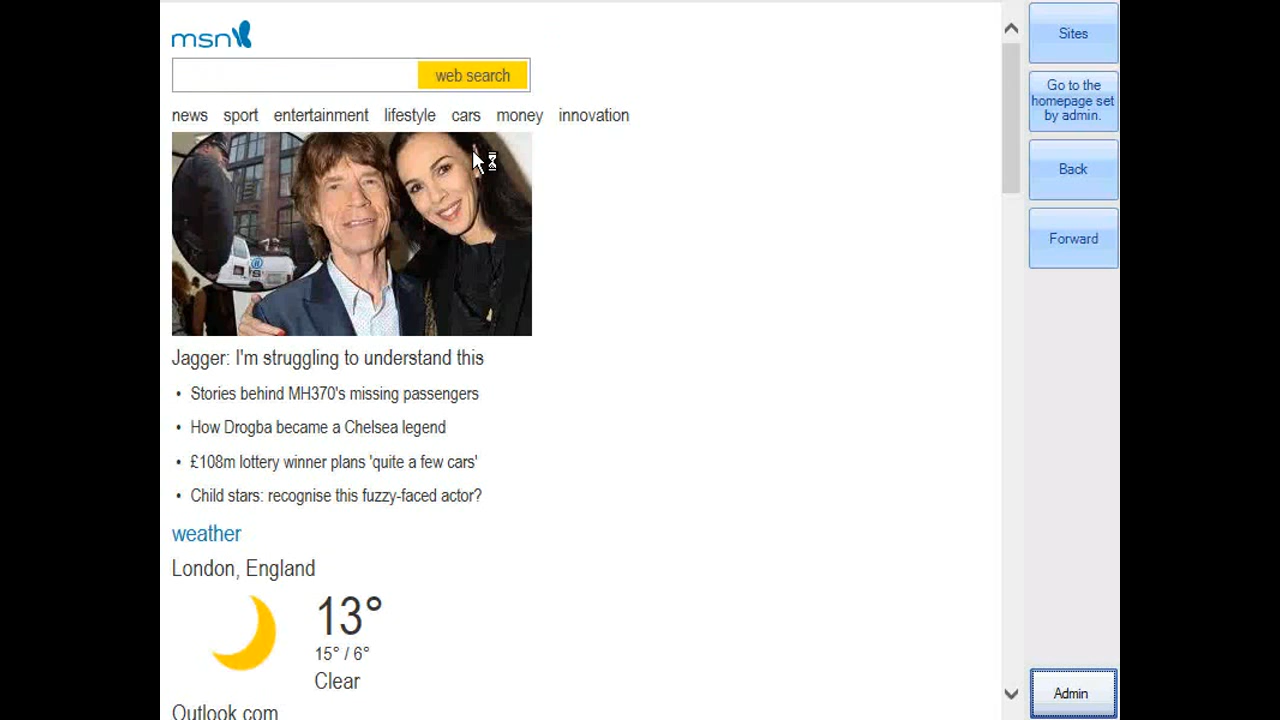 msn
web search
news sport entertainment lifestyle cars money innovation
Jagger: I'm struggling to understand this
• Stories behind MH370's missing passengers
• How Drogba became a Chelsea legend
• £108m lottery winner plans 'quite a few cars'
• Child stars: recognise this fuzzy-faced actor?
weather
London, England
13°
15° / 6°
Clear
Outlook com
Sites
Go to the
homepage set
by admin.
Back
Forward
Admin